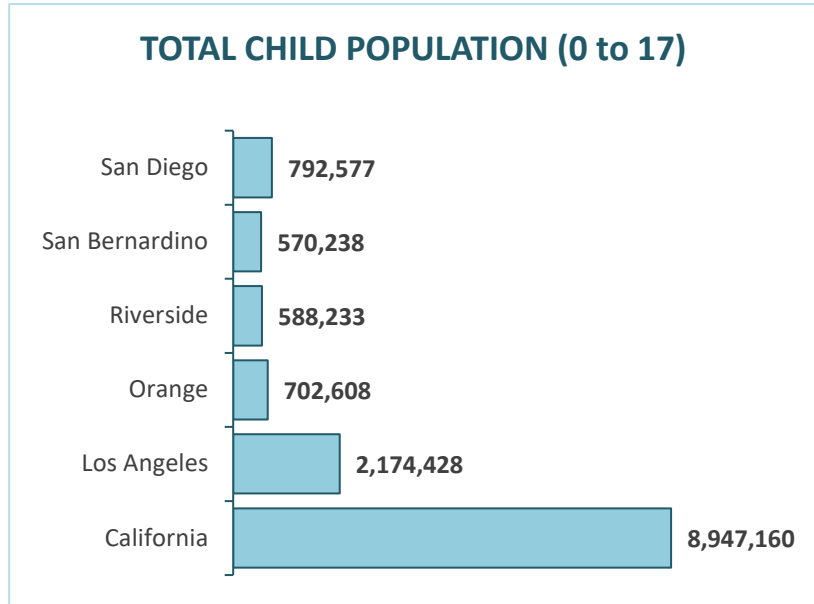 TOTAL CHILD POPULATION (0 to 17)
San Diego 792,577
San Bernardino 570,238
Riverside 588,233
Orange 702,608
Los Angeles 2,174,428
California 8,947,160